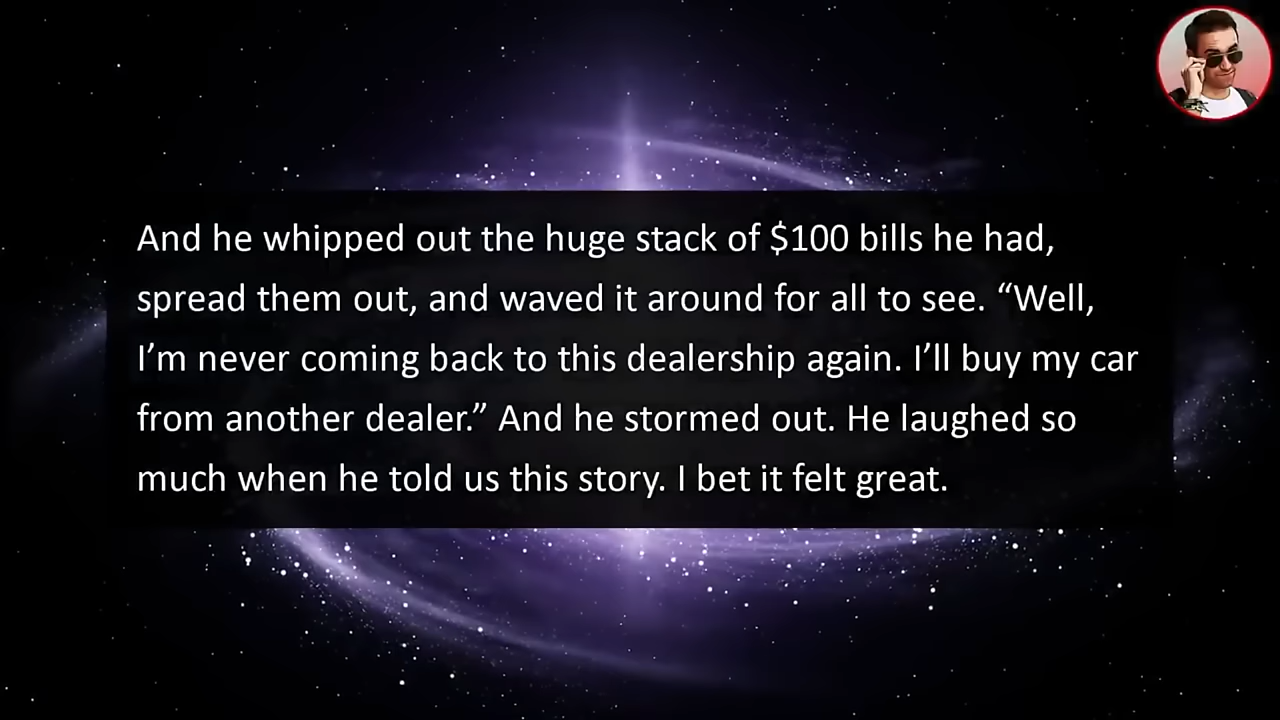 And he whipped out the huge stack of $100 bills he had,
spread them out, and waved it around for all to see. “Well,
I’m never coming back to this dealership again. I’ll buy my car
from another dealer.” And he stormed out. He laughed so
much when he told us this story. I bet it felt great.